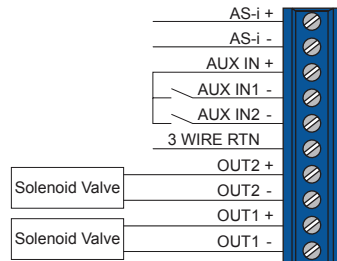 AS-i +
AS-i -
AUX IN +
AUX IN1 -
AUX IN2 -
3 WIRE RTN
OUT2 +
Solenoid Valve
OUT2 -
OUT1 +
Solenoid Valve
OUT1 -